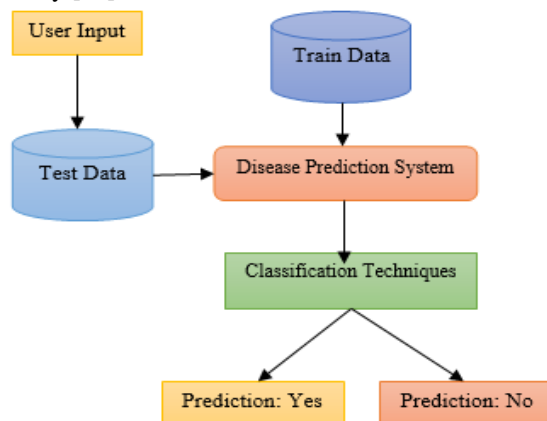 User Input
Train Data
Test Data
Disease Prediction System
Classification Techniques
Prediction: Yes
Prediction: No